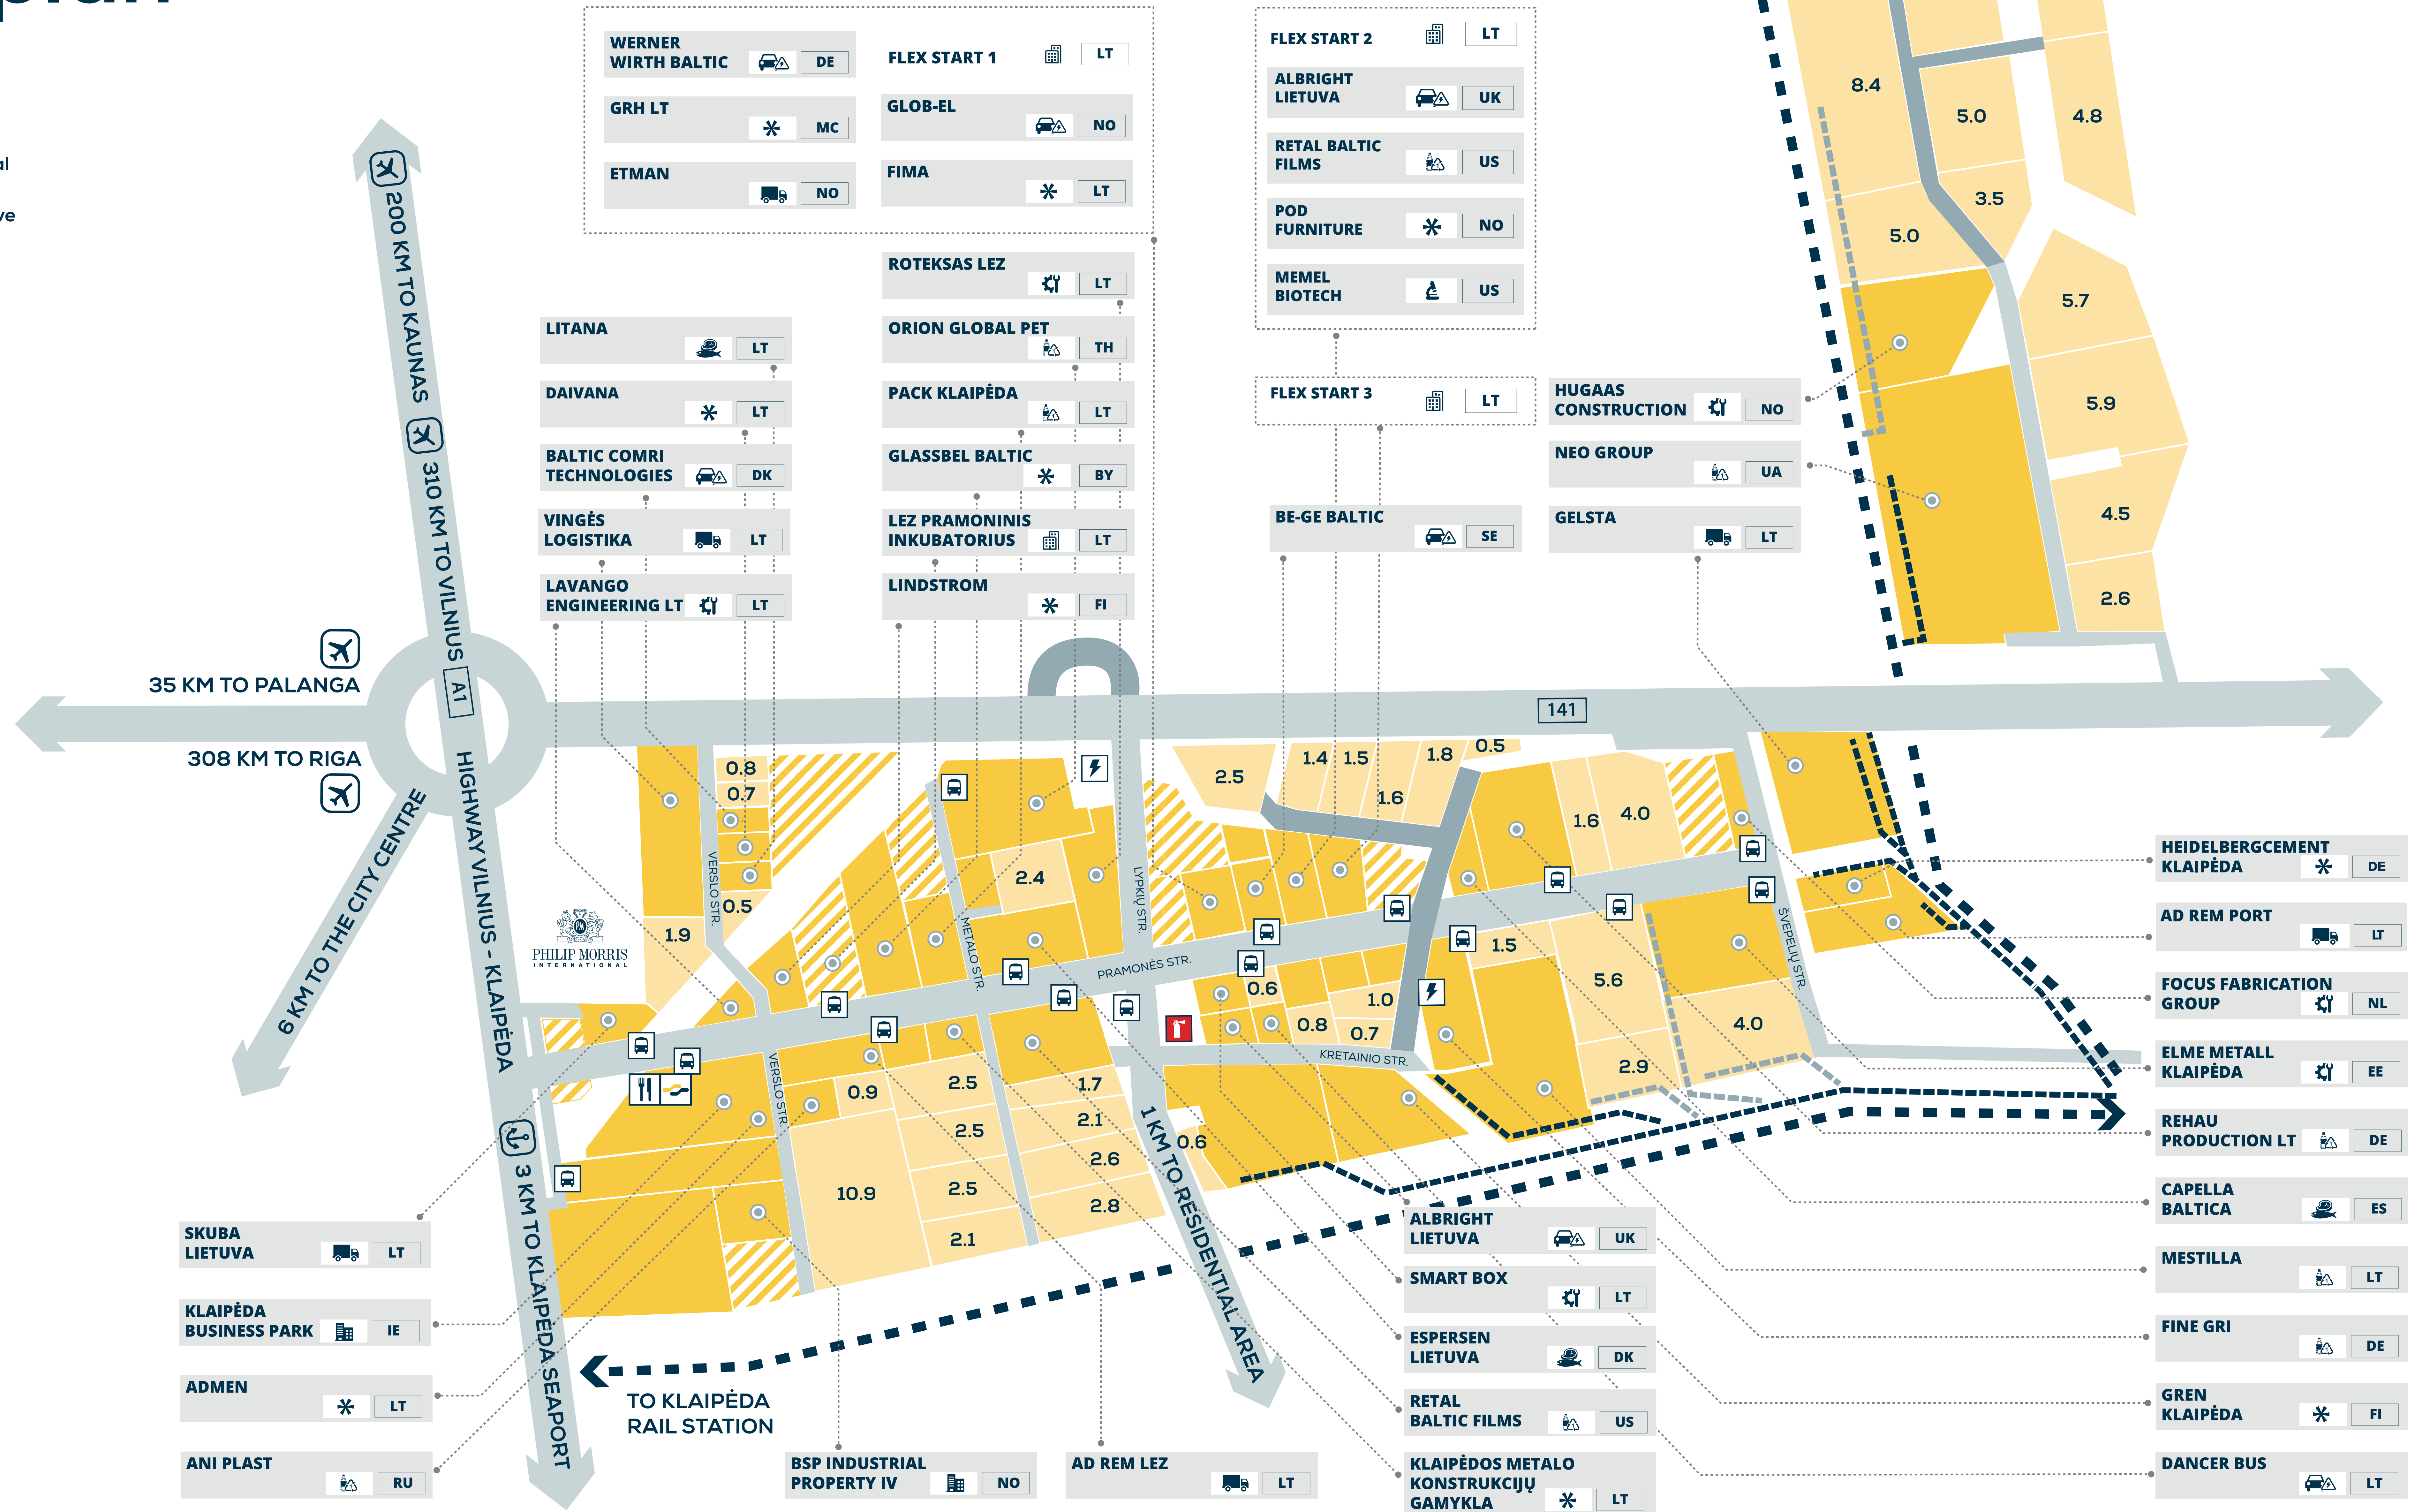 plan
al
ve
WERNER
WIRTH BALTIC
DE
GRH LT
MC
ETMAN
NO
FLEX START 1
LT
GLOB-EL
NO
FIMA
LT
FLEX START 2
LT
ALBRIGHT
LIETUVA
UK
RETAL BALTIC
FILMS
US
POD
FURNITURE
NO
MEMEL
BIOTECH
US
FLEX START 3
LT
ROTEKSAS LEZ
LT
ORION GLOBAL PET
TH
PACK KLAIPĖDA
LT
GLASSBEL BALTIC
BY
LEZ PRAMONINIS
INKUBATORIUS
LT
LINDSTROM
FI
LITANA
LT
DAIVANA
LT
BALTIC COMRI
TECHNOLOGIES
DK
VINGĖS
LOGISTIKA
LT
LAVANGO
ENGINEERING LT
LT
BE-GE BALTIC
SE
HUGAAS
CONSTRUCTION
NO
NEO GROUP
UA
GELSTA
LT
8.4
5.0
4.8
3.5
5.0
5.7
5.9
4.5
2.6
200 KM TO KAUNAS
310 KM TO VILNIUS
A1
35 KM TO PALANGA
308 KM TO RIGA
6 KM TO THE CITY CENTRE
HIGHWAY VILNIUS - KLAIPĖDA
3 KM TO KLAIPĖDA SEAPORT
141
0.8
0.7
0.5
1.9
VERSLO STR.
PM
PHILIP MORRIS
INTERNATIONAL
2.4
METALO STR.
LYPKIŲ STR.
PRAMONĖS STR.
2.5
1.4
1.5
1.6
1.8
0.5
1.6
4.0
1.5
5.6
2.9
4.0
ŠVEPELIŲ STR.
0.6
1.0
0.8
0.7
KRETAINIO STR.
VERSLO STR.
0.9
2.5
2.5
2.5
2.1
10.9
1.7
2.1
2.6
2.8
0.6
1 KM TO RESIDENTIAL AREA
TO KLAIPĖDA
RAIL STATION
SKUBA
LIETUVA
LT
KLAIPĖDA
BUSINESS PARK
IE
ADMEN
LT
ANI PLAST
RU
BSP INDUSTRIAL
PROPERTY IV
NO
AD REM LEZ
LT
ALBRIGHT
LIETUVA
UK
SMART BOX
LT
ESPERSEN
LIETUVA
DK
RETAL
BALTIC FILMS
US
KLAIPĖDOS METALO
KONSTRUKCIJŲ
GAMYKLA
LT
HEIDELBERGCEMENT
KLAIPĖDA
DE
AD REM PORT
LT
FOCUS FABRICATION
GROUP
NL
ELME METALL
KLAIPĖDA
EE
REHAU
PRODUCTION LT
DE
CAPELLA
BALTICA
ES
MESTILLA
LT
FINE GRI
DE
GREN
KLAIPĖDA
FI
DANCER BUS
LT